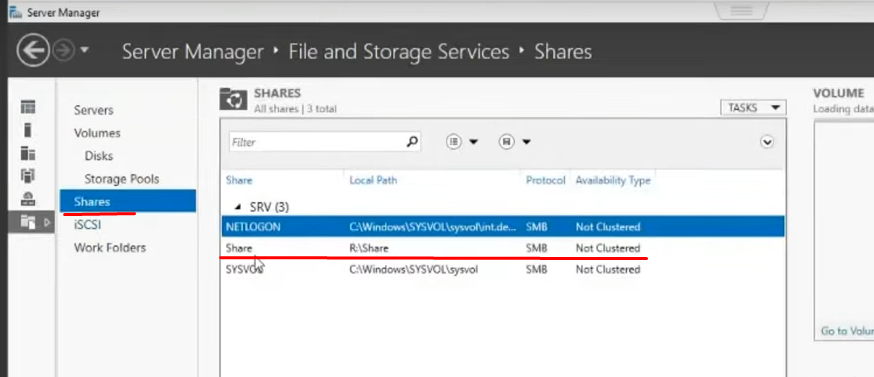 Server Manager
Server Manager ‣ File and Storage Services ‣ Shares
Servers
Volumes
Disks
Storage Pools
Shares
iSCSI
Work Folders
SHARES
All shares | 3 total
TASKS
Filter
Share Local Path Protocol Availability Type
SRV (3)
NETLOGON C:\Windows\SYSVOL\sysvol\int.de... SMB Not Clustered
Share R:\Share SMB Not Clustered
SYSVOL C:\Windows\SYSVOL\sysvol SMB Not Clustered
VOLUME
Loading data
Go to Volu